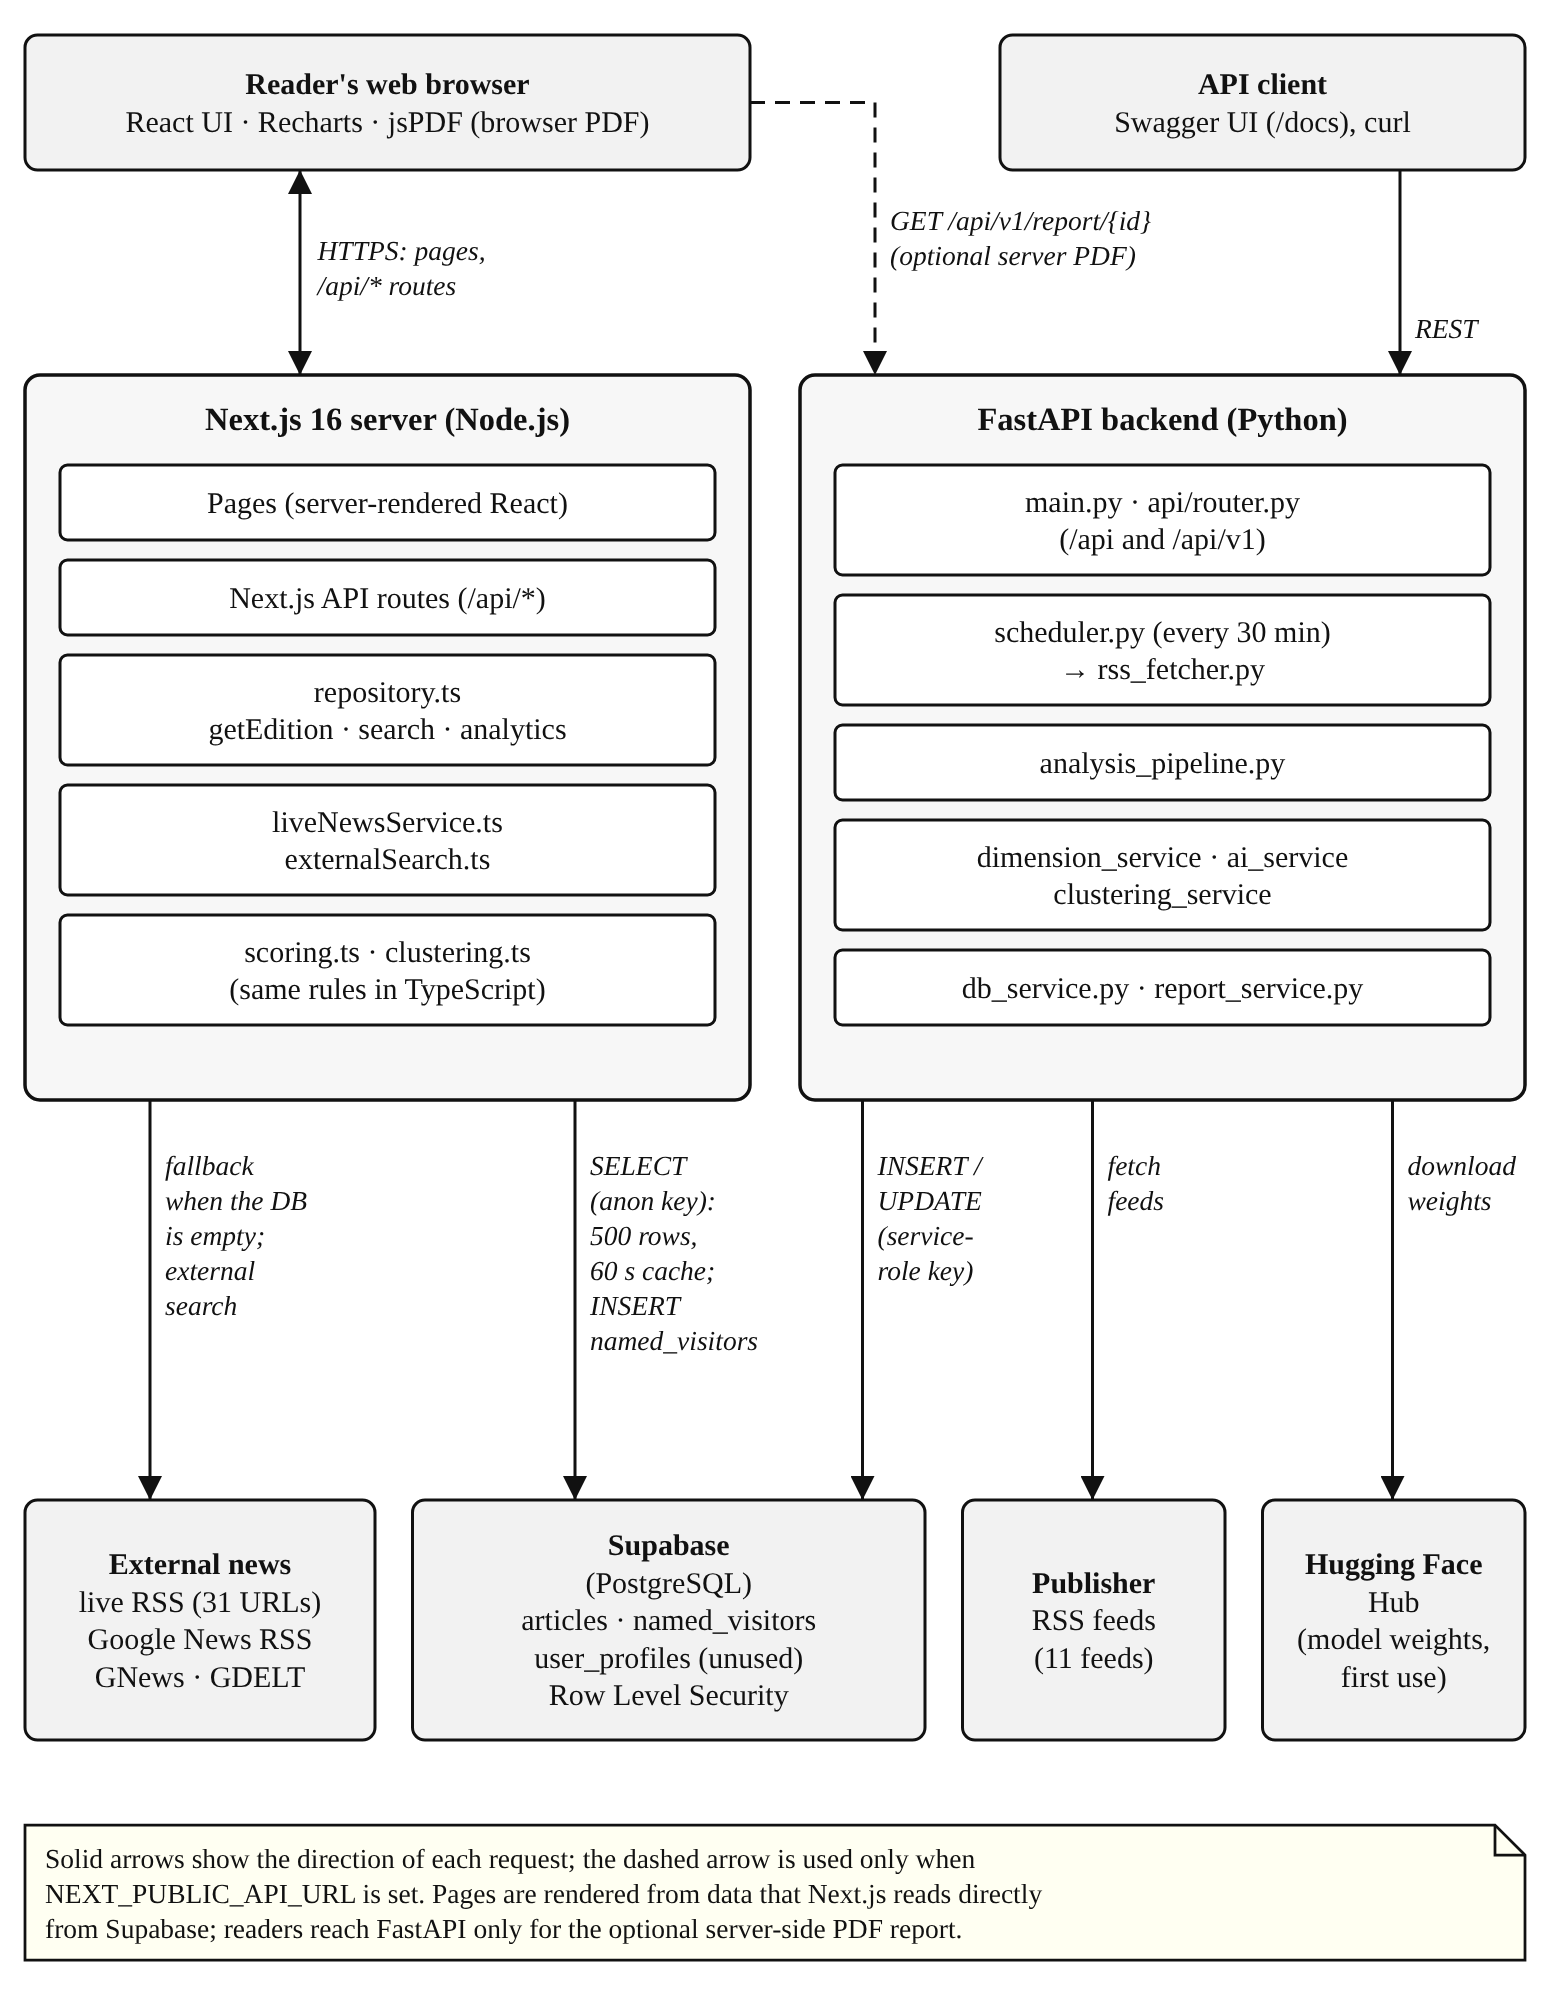 Reader's web browser
React UI · Recharts · jsPDF (browser PDF)
API client
Swagger UI (/docs), curl
HTTPS: pages,
/api/* routes
GET /api/v1/report/{id}
(optional server PDF)
REST
Next.js 16 server (Node.js)
Pages (server-rendered React)
Next.js API routes (/api/*)
repository.ts
getEdition · search · analytics
liveNewsService.ts
externalSearch.ts
scoring.ts · clustering.ts
(same rules in TypeScript)
FastAPI backend (Python)
main.py · api/router.py
(/api and /api/v1)
scheduler.py (every 30 min)
→ rss_fetcher.py
analysis_pipeline.py
dimension_service · ai_service
clustering_service
db_service.py · report_service.py
fallback
when the DB
is empty;
external
search
SELECT
(anon key):
500 rows,
60 s cache;
INSERT
named_visitors
INSERT /
UPDATE
(service-
role key)
fetch
feeds
download
weights
External news
live RSS (31 URLs)
Google News RSS
GNews · GDELT
Supabase
(PostgreSQL)
articles · named_visitors
user_profiles (unused)
Row Level Security
Publisher
RSS feeds
(11 feeds)
Hugging Face
Hub
(model weights,
first use)
Solid arrows show the direction of each request; the dashed arrow is used only when
NEXT_PUBLIC_API_URL is set. Pages are rendered from data that Next.js reads directly
from Supabase; readers reach FastAPI only for the optional server-side PDF report.